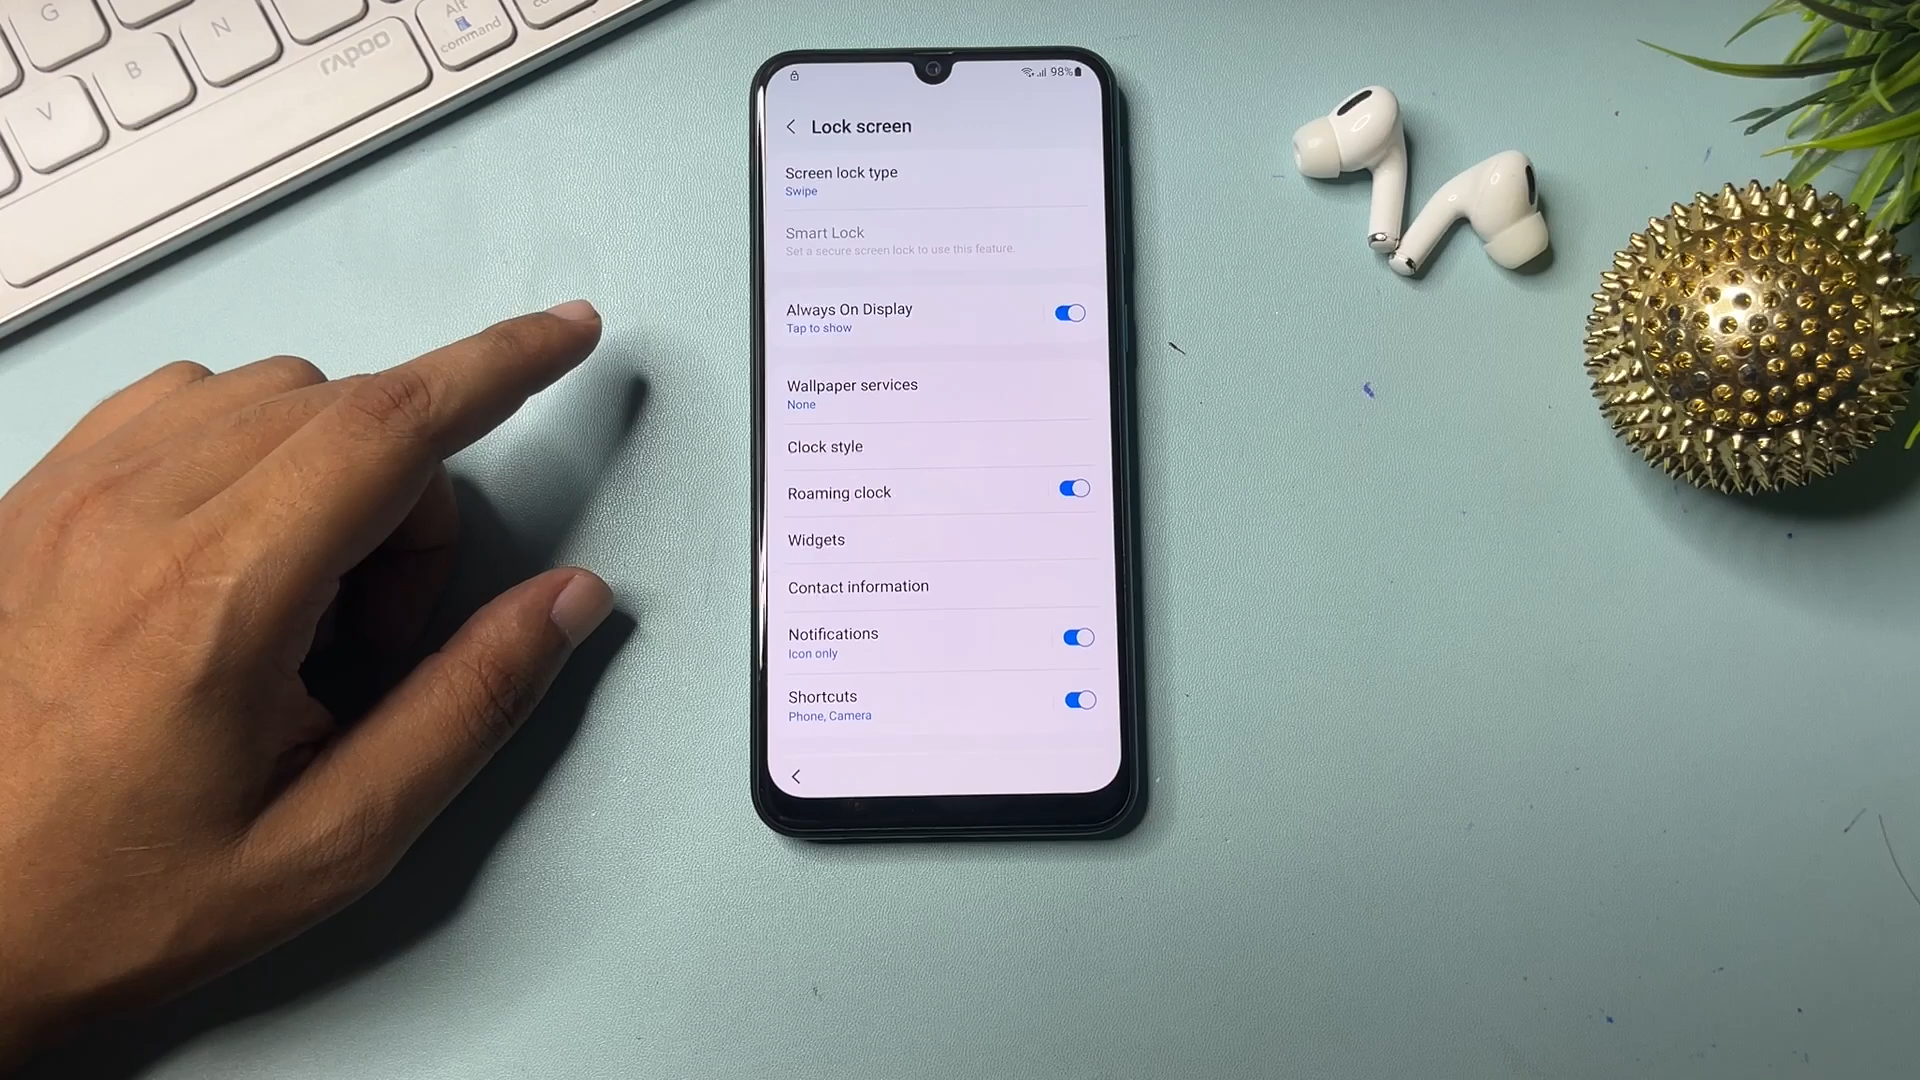 G
N
Alt
command
B
rapoo
V
98%
Lock screen
Screen lock type
Swipe
Smart Lock
Set a secure screen lock to use this feature.
Always On Display
Tap to show
Wallpaper services
None
Clock style
Roaming clock
Widgets
Contact information
Notifications
Icon only
Shortcuts
Phone, Camera